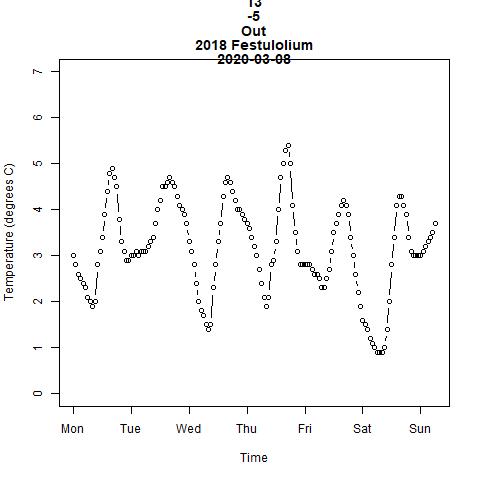 13
-5
Out
2018 Festulolium
2020-03-08
7
6
5
4
3
2
1
0
Temperature (degrees C)
Mon Tue Wed Thu Fri Sat Sun
Time